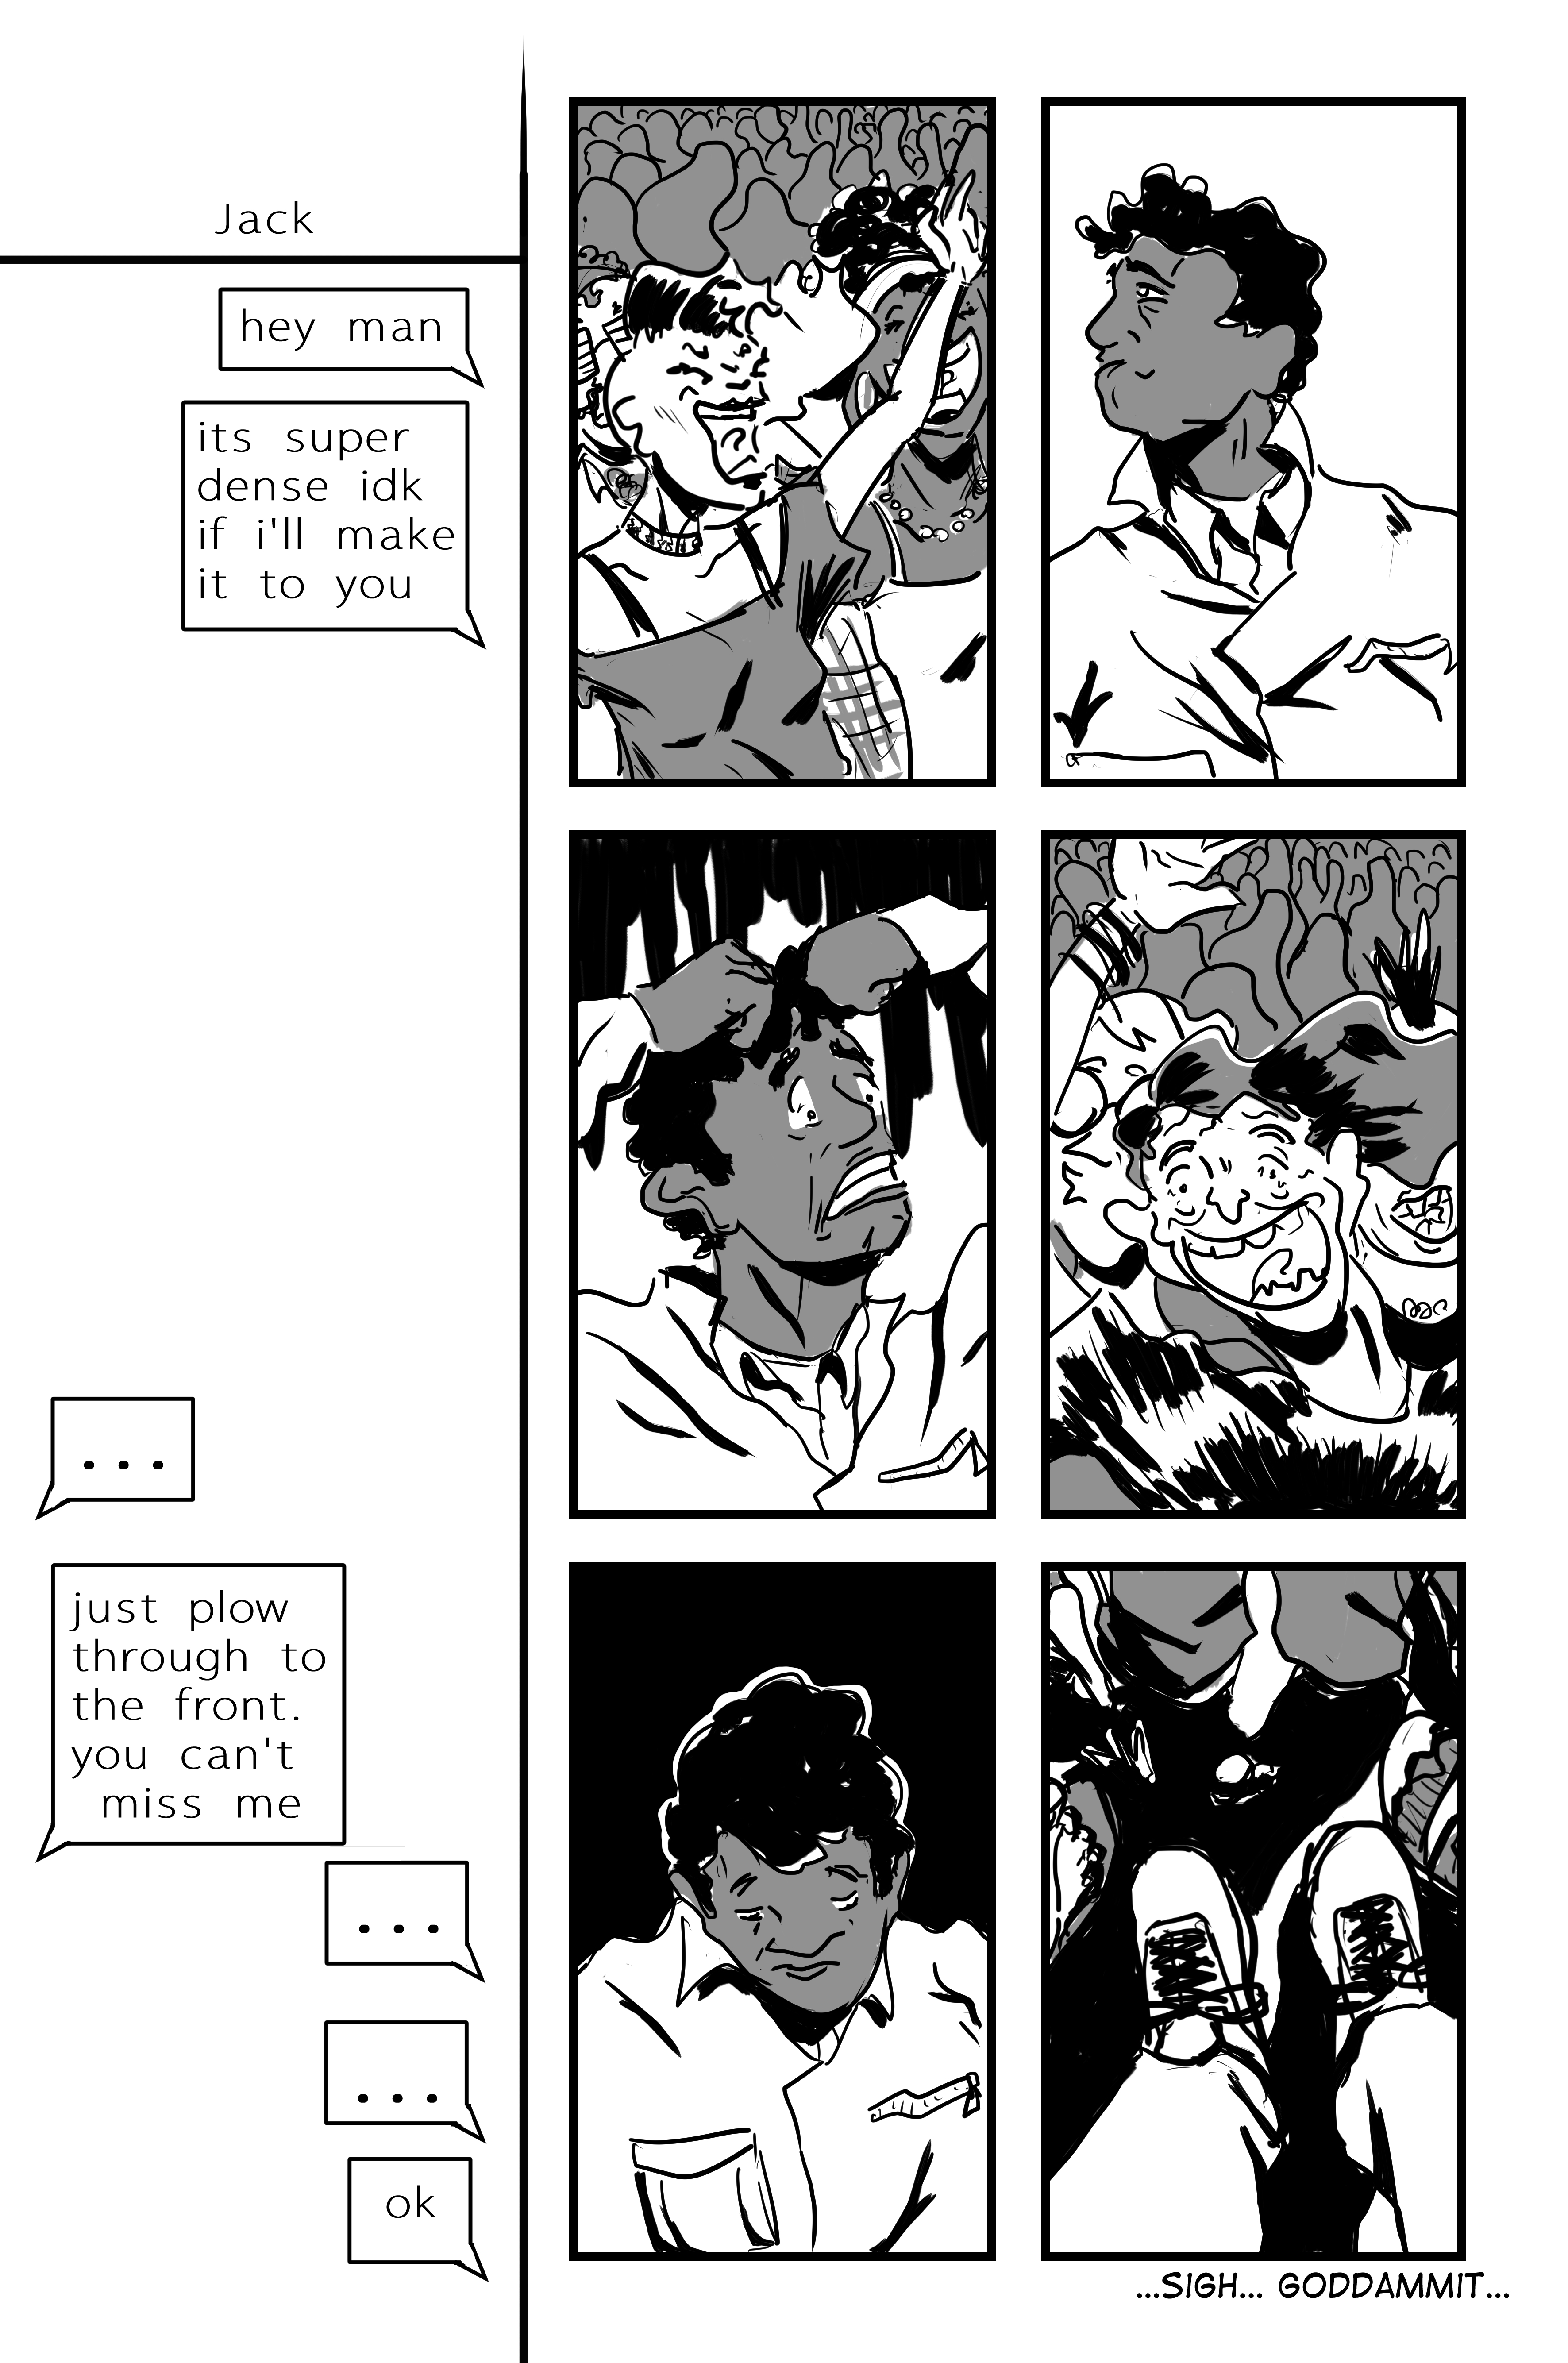 Jack
hey man
its super
dense idk
if i'll make
it to you
...
just plow
through to
the front.
you can't
miss me
...
...
ok
...SIGH... GODDAMMIT...